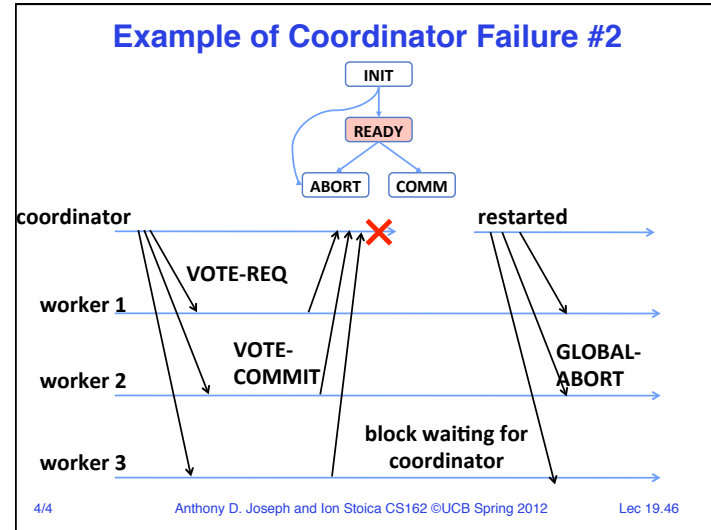 Example of Coordinator Failure #2
INIT
READY
ABORT
COMM
coordinator
restarted
VOTE-REQ
worker 1
VOTE-
COMMIT
GLOBAL-
ABORT
worker 2
block waiting for
coordinator
worker 3
4/4
Anthony D. Joseph and Ion Stoica CS162 ©UCB Spring 2012
Lec 19.46